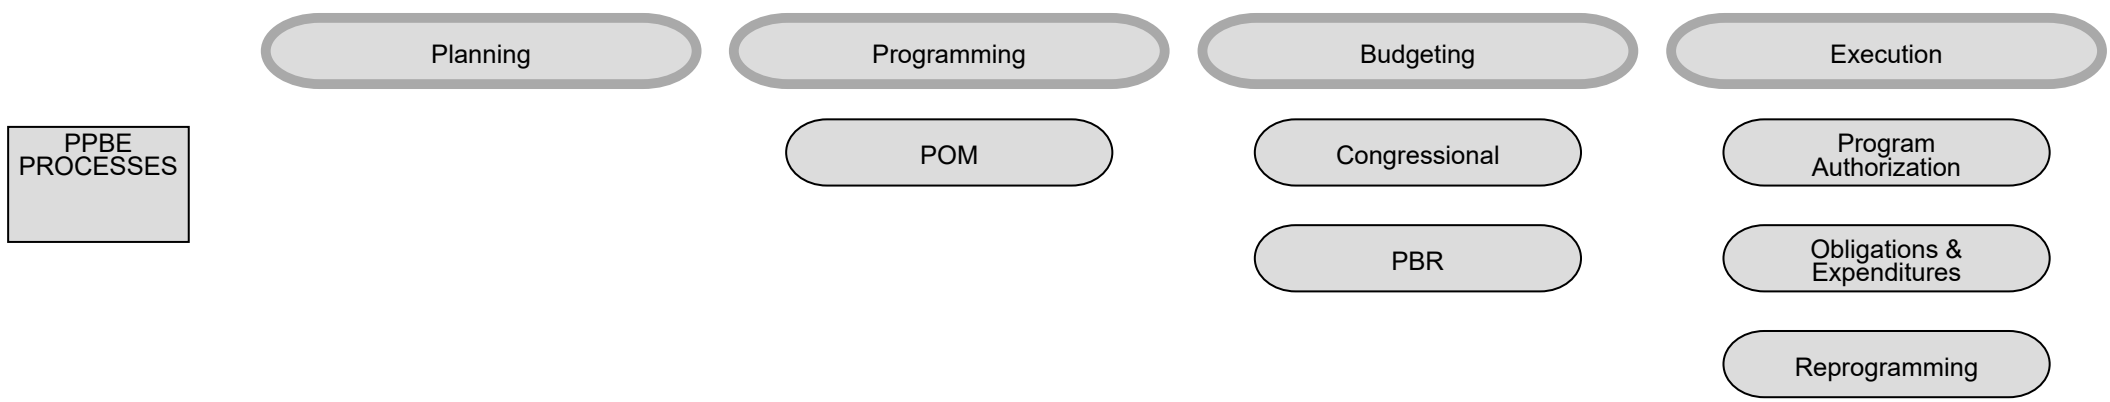 Planning
Programming
Budgeting
Execution
PPBE
PROCESSES
POM
Congressional
Program
Authorization
PBR
Obligations &
Expenditures
Reprogramming